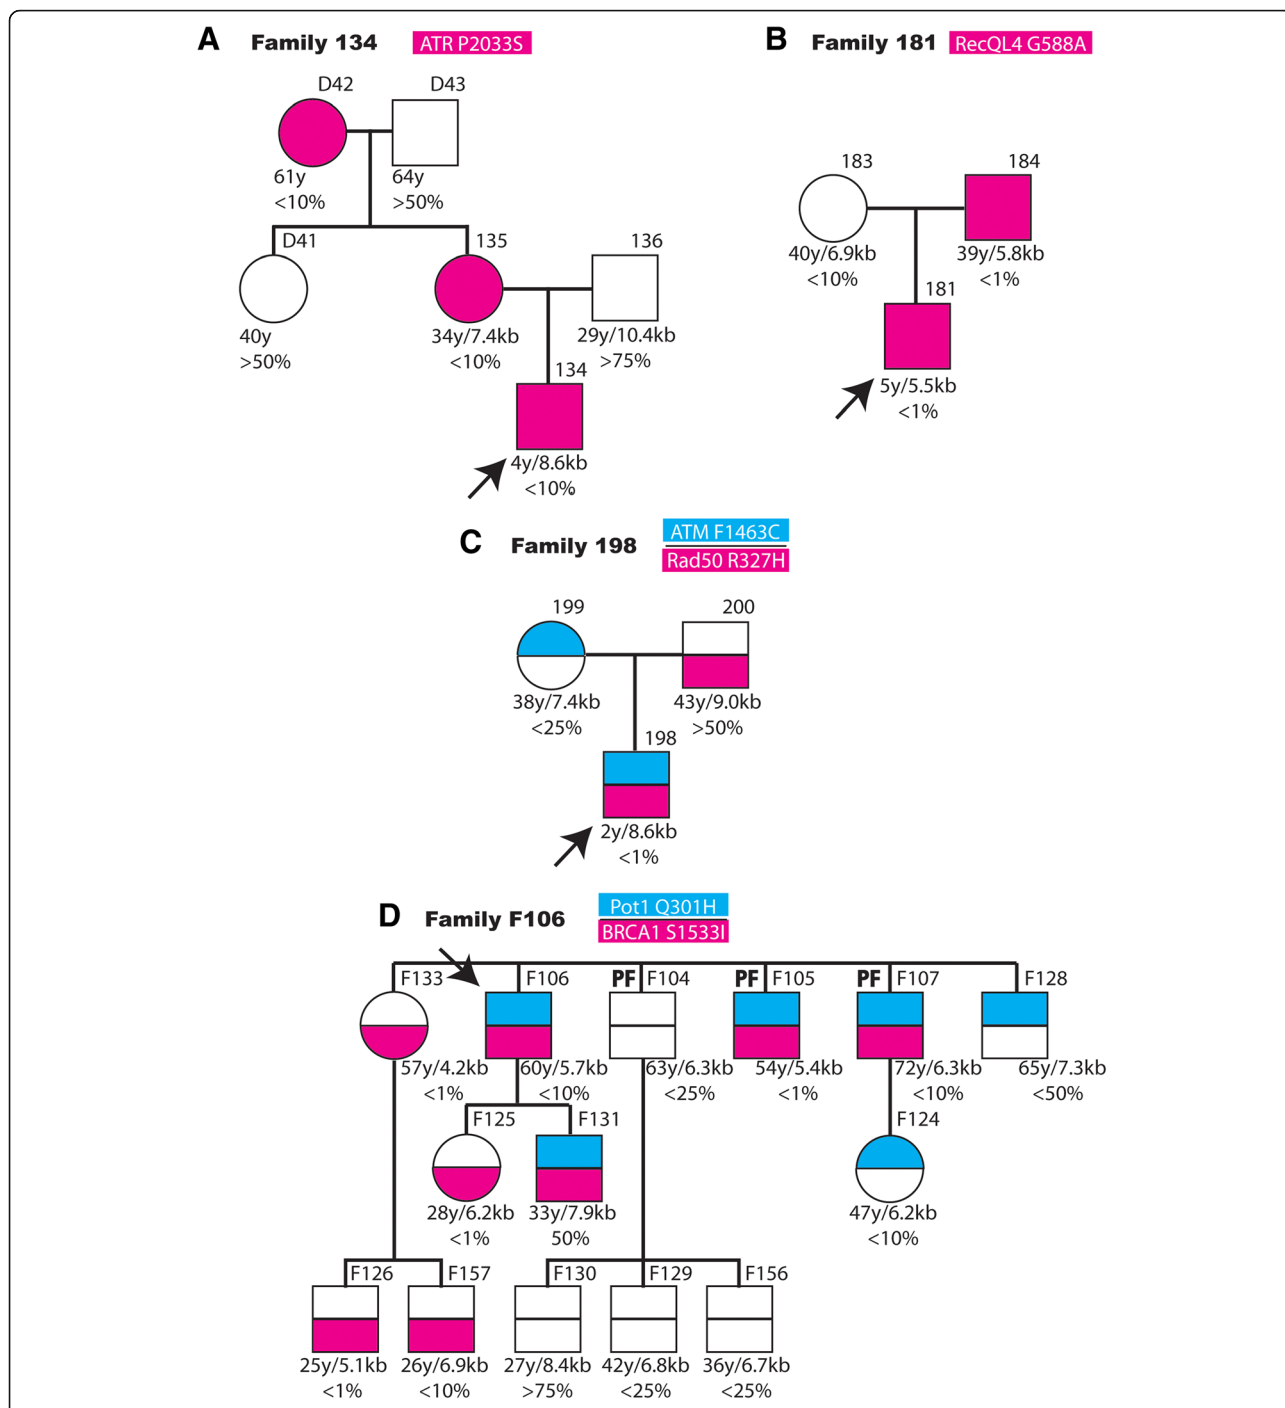 A Family 134 ATR P2033S
B Family 181 RecQL4 G588A
D42 D43
61y 64y
<10% >50%
D41 135 136
40y 34y/7.4kb 29y/10.4kb
>50% <10% >75%
134
4y/8.6kb
<10%
183 184
40y/6.9kb 39y/5.8kb
<10% <1%
181
5y/5.5kb
<1%
C Family 198 ATM F1463C
Rad50 R327H
199 200
38y/7.4kb 43y/9.0kb
<25% >50%
198
2y/8.6kb
<1%
D Family F106 Pot1 Q301H
BRCA1 S1533I
F133 F106 PF F104 PF F105 PF F107 F128
57y/4.2kb 60y/5.7kb 63y/6.3kb 54y/5.4kb 72y/6.3kb 65y/7.3kb
<1% <10% <25% <1% <10% <50%
F125 F131 F124
28y/6.2kb 33y/7.9kb 47y/6.2kb
<1% 50% <10%
F126 F157 F130 F129 F156
25y/5.1kb 26y/6.9kb 27y/8.4kb 42y/6.8kb 36y/6.7kb
<1% <10% >75% <25% <25%